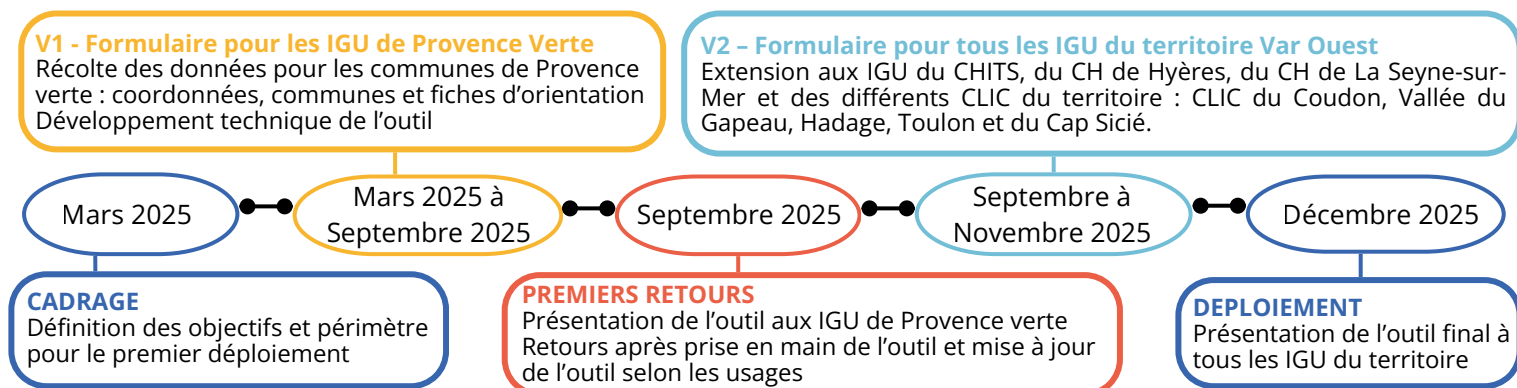 V1 - Formulaire pour les IGU de Provence Verte
Récolte des données pour les communes de Provence
verte : coordonnées, communes et fiches d’orientation
Développement technique de l’outil
V2 – Formulaire pour tous les IGU du territoire Var Ouest
Extension aux IGU du CHITS, du CH de Hyères, du CH de La Seyne-sur-
Mer et des différents CLIC du territoire : CLIC du Coudon, Vallée du
Gapeau, Hadage, Toulon et du Cap Sicié.
Mars 2025
Mars 2025 à
Septembre 2025
Septembre 2025
Septembre à
Novembre 2025
Décembre 2025
CADRAGE
Définition des objectifs et périmètre
pour le premier déploiement
PREMIERS RETOURS
Présentation de l’outil aux IGU de Provence verte
Retours après prise en main de l’outil et mise à jour
de l’outil selon les usages
DEPLOIEMENT
Présentation de l’outil final à
tous les IGU du territoire